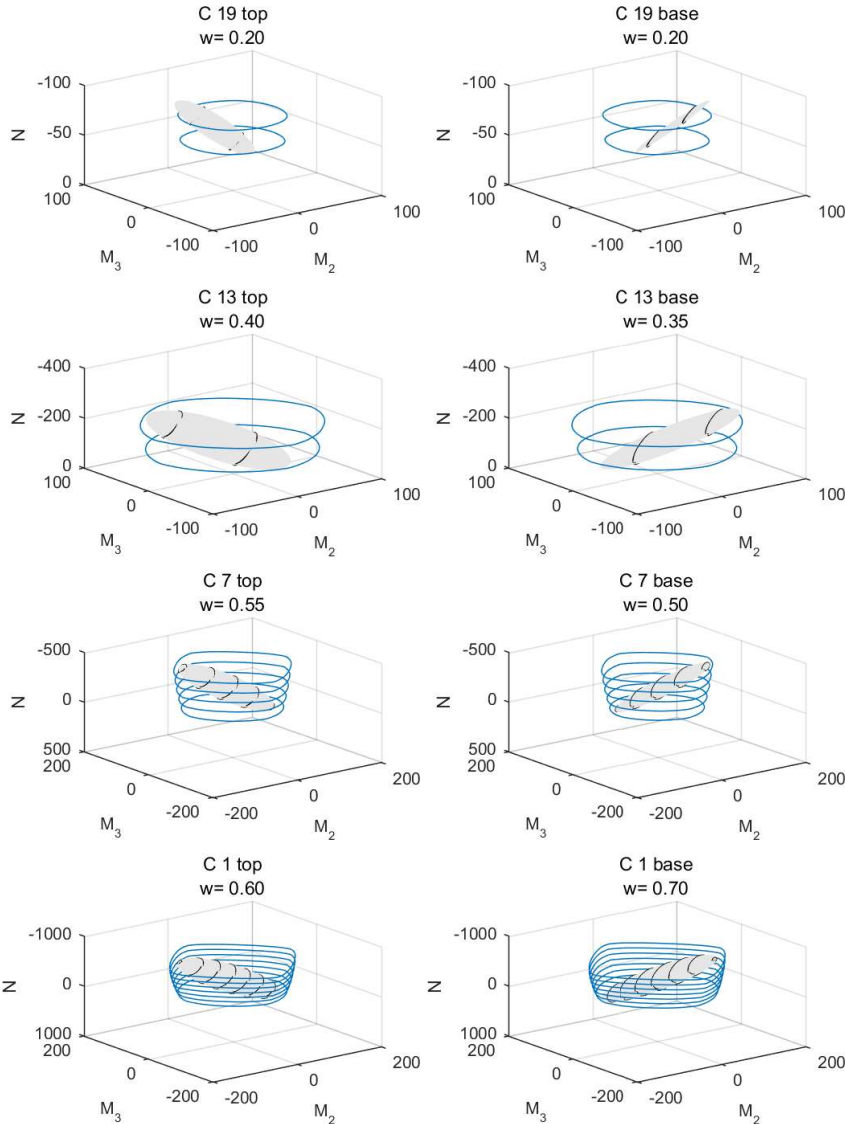 C 19 top
w= 0.20
-100
-50
0
N
100
0
-100
M3
-100
0
100
M2
C 19 base
w= 0.20
-100
-50
0
N
100
0
-100
M3
-100
0
100
M2
C 13 top
w= 0.40
-400
-200
0
N
100
0
-100
M3
-100
0
100
M2
C 13 base
w= 0.35
-400
-200
0
N
100
0
-100
M3
-100
0
100
M2
C 7 top
w= 0.55
-500
0
500
N
200
0
-200
M3
-200
0
200
M2
C 7 base
w= 0.50
-500
0
500
N
200
0
-200
M3
-200
0
200
M2
C 1 top
w= 0.60
-1000
0
1000
N
200
0
-200
M3
-200
0
200
M2
C 1 base
w= 0.70
-1000
0
1000
N
200
0
-200
M3
-200
0
200
M2